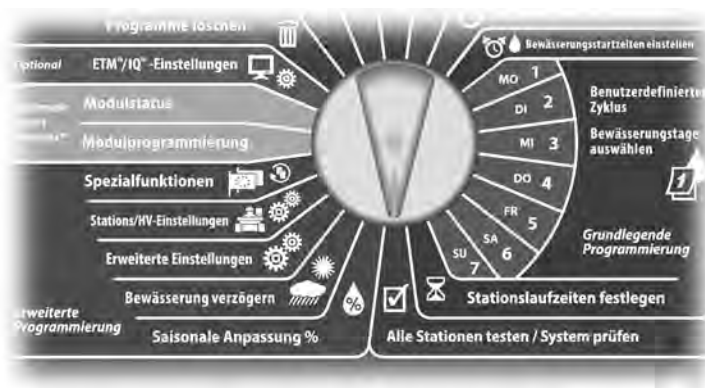 Programme löschen
Optional
ETM™/IQ™-Einstellungen
Modulstatus
Modulprogrammierung
Spezialfunktionen
Stations/HV-Einstellungen
Erweiterte Einstellungen
Bewässerung verzögern
Erweiterte
Programmierung
Saisonale Anpassung %
%
Bewässerungsstartzeiten einstellen
MO 1
DI 2
MI 3
DO 4
FR 5
SA 6
SU 7
Benutzerdefinierter
Zyklus
Bewässerungstage
auswählen
1
Grundlegende
Programmierung
Stationslaufzeiten festlegen
Alle Stationen testen / System prüfen